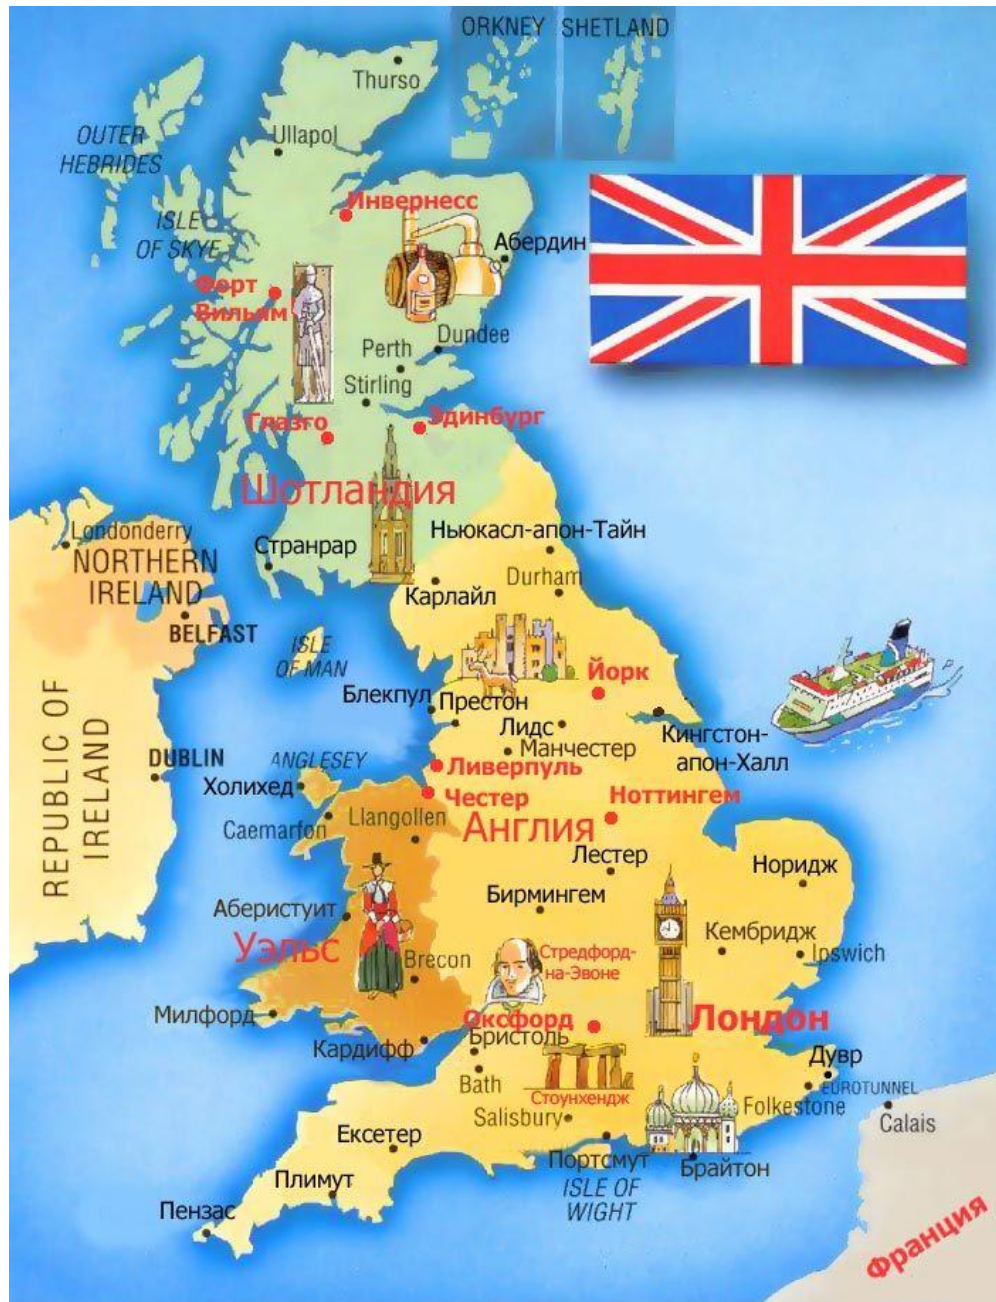 ORKNEY
SHETLAND
Thurso
OUTER
HEBRIDES
Ullapol
ISLE
OF SKYE
Инвернесс
Абердин
Форт
Вильям
Dundee
Perth
Stirling
Глазго
Эдинбург
Шотландия
Londonderry
NORTHERN
IRELAND
BELFAST
Странрар
Ньюкасл-апон-Тайн
Durham
Карлайл
ISLE
OF MAN
Йорк
Блекпул
Престон
Лидс
Манчестер
Кингстон-
апон-Халл
REPUBLIC OF
IRELAND
DUBLIN
ANGLESEY
Холихед
Ливерпуль
Честер
Ноттингем
Caemarfon
Llangollen
Англия
Лестер
Норидж
Бирмингем
Аберистуит
Уэльс
Brecon
Стредфорд-
на-Эвоне
Кембридж
Ipswich
Милфорд
Оксфорд
Лондон
Кардифф
Бристоль
Дувр
Bath
Стоунхендж
EUROTUNNEL
Salisbury
Folkestone
Calais
Ексетер
Портсмут
Брайтон
Плимут
ISLE OF
WIGHT
Пензас
Франция